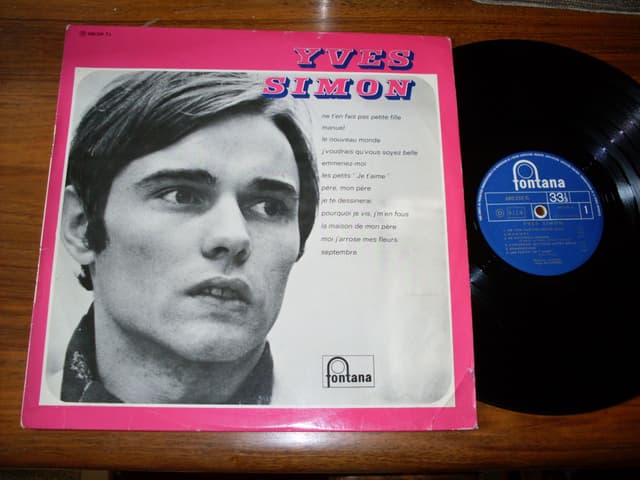 YVES
SIMON
ne t'en fais pas petite fille
manuel
le nouveau monde
j'voudrais qu'vous soyez belle
emmenez-moi
les petits "Je t'aime"
père, mon père
je te dessinerai
pourquoi je vis, j'm'en fous
la maison de mon père
moi j'arrose mes fleurs
septembre
fontana
fontana
33⅓
1
YVES SIMON